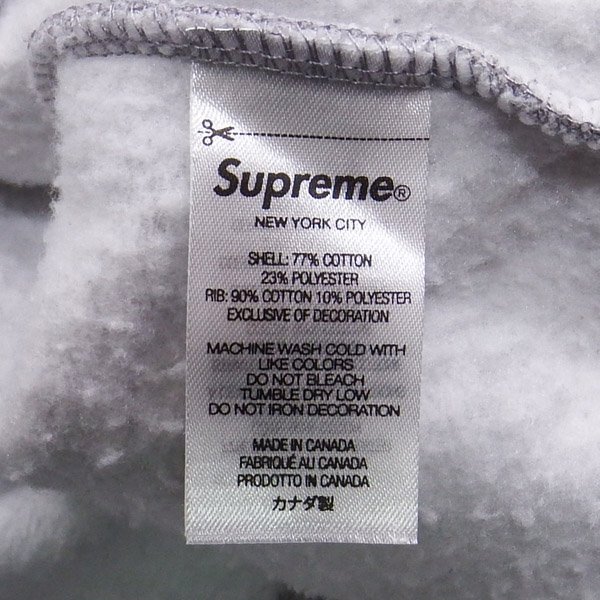 Supreme®
NEW YORK CITY
SHELL: 77% COTTON
23% POLYESTER
RIB: 90% COTTON 10% POLYESTER
EXCLUSIVE OF DECORATION
MACHINE WASH COLD WITH
LIKE COLORS
DO NOT BLEACH
TUMBLE DRY LOW
DO NOT IRON DECORATION
MADE IN CANADA
FABRIQUÉ AU CANADA
PRODOTTO IN CANADA
カナダ製